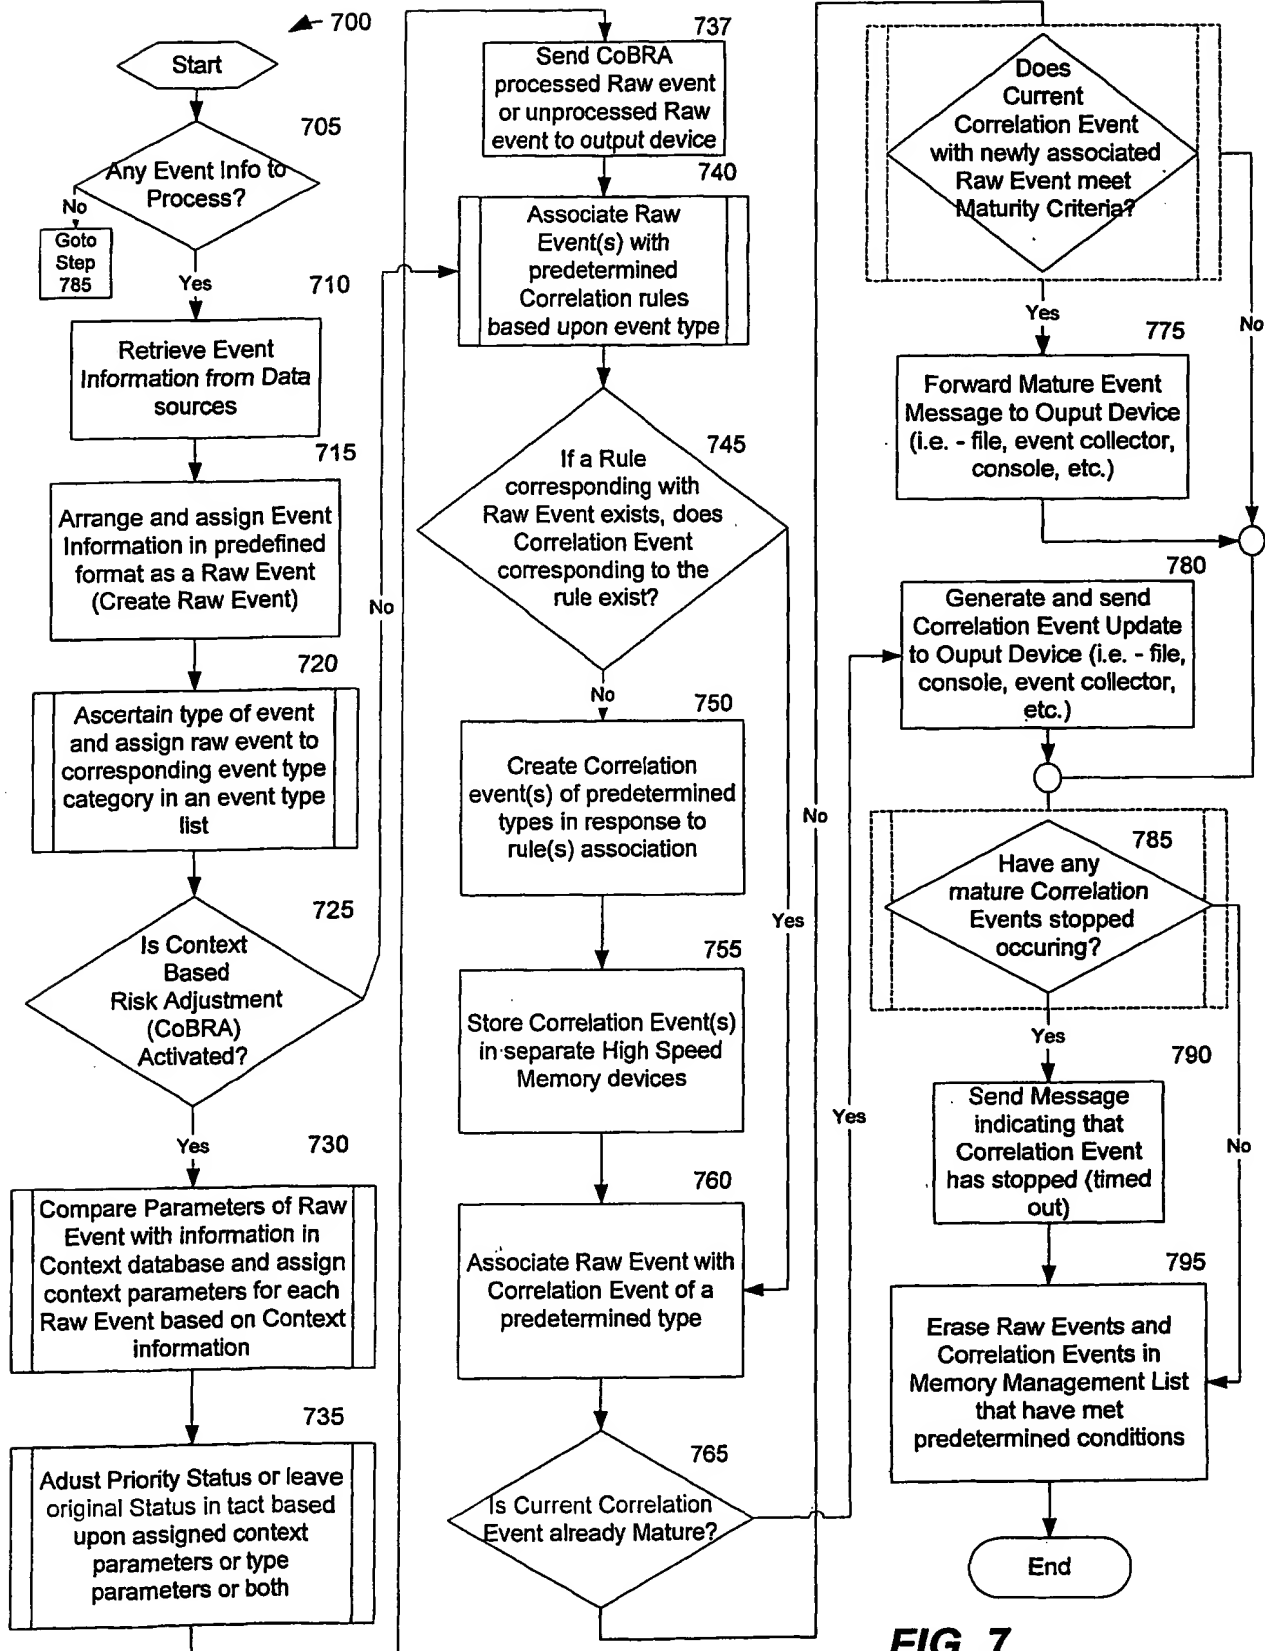 700
Start
705
Any Event Info to
Process?
No
Goto
Step
785
Yes
710
Retrieve Event
Information from Data
sources
715
Arrange and assign Event
Information in predefined
format as a Raw Event
(Create Raw Event)
720
Ascertain type of event
and assign raw event to
corresponding event type
category in an event type
list
725
Is Context
Based
Risk Adjustment
(CoBRA)
Activated?
No
Yes
730
Compare Parameters of Raw
Event with information in
Context database and assign
context parameters for each
Raw Event based on Context
information
735
Adust Priority Status or leave
original Status in tact based
upon assigned context
parameters or type
parameters or both
737
Send CoBRA
processed Raw event
or unprocessed Raw
event to output device
740
Associate Raw
Event(s) with
predetermined
Correlation rules
based upon event type
745
If a Rule
corresponding with
Raw Event exists, does
Correlation Event
corresponding to the
rule exist?
No
Yes
750
Create Correlation
event(s) of predetermined
types in response to
rule(s) association
755
Store Correlation Event(s)
in separate High Speed
Memory devices
760
Associate Raw Event with
Correlation Event of a
predetermined type
765
Is Current Correlation
Event already Mature?
No
Yes
Does
Current
Correlation Event
with newly associated
Raw Event meet
Maturity Criteria?
Yes
No
775
Forward Mature Event
Message to Ouput Device
(i.e. - file, event collector,
console, etc.)
780
Generate and send
Correlation Event Update
to Ouput Device (i.e. - file,
console, event collector,
etc.)
785
Have any
mature Correlation
Events stopped
occuring?
Yes
No
790
Send Message
indicating that
Correlation Event
has stopped (timed
out)
795
Erase Raw Events and
Correlation Events in
Memory Management List
that have met
predetermined conditions
End
FIG. 7